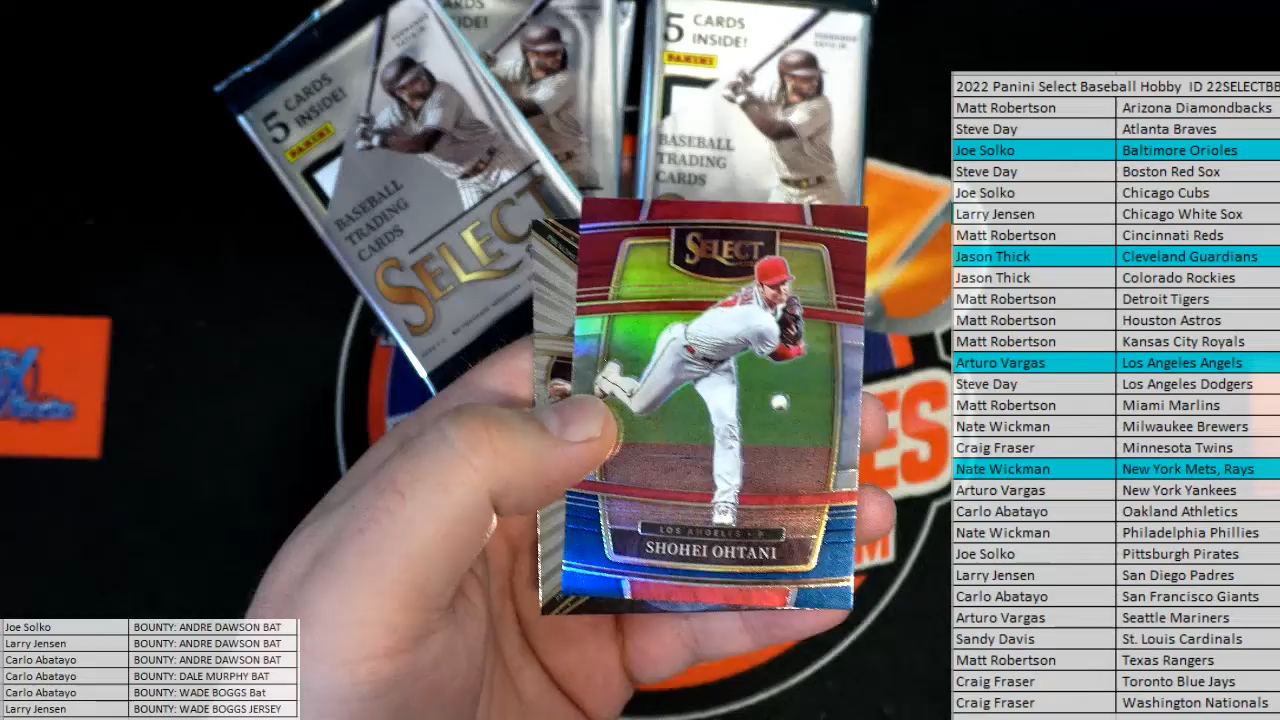 5 CARDS
INSIDE!
PANINI
BASEBALL
TRADING
CARDS
SELECT
CARDS
INSIDE!
5 CARDS
INSIDE!
PANINI
BASEBALL
TRADING
CARDS
SELECT
LOS ANGELES • P
SHOHEI OHTANI
2022 Panini Select Baseball Hobby ID 22SELECTBB
Matt Robertson Arizona Diamondbacks
Steve Day Atlanta Braves
Joe Solko Baltimore Orioles
Steve Day Boston Red Sox
Joe Solko Chicago Cubs
Larry Jensen Chicago White Sox
Matt Robertson Cincinnati Reds
Jason Thick Cleveland Guardians
Jason Thick Colorado Rockies
Matt Robertson Detroit Tigers
Matt Robertson Houston Astros
Matt Robertson Kansas City Royals
Arturo Vargas Los Angeles Angels
Steve Day Los Angeles Dodgers
Matt Robertson Miami Marlins
Nate Wickman Milwaukee Brewers
Craig Fraser Minnesota Twins
Nate Wickman New York Mets, Rays
Arturo Vargas New York Yankees
Carlo Abatayo Oakland Athletics
Nate Wickman Philadelphia Phillies
Joe Solko Pittsburgh Pirates
Larry Jensen San Diego Padres
Carlo Abatayo San Francisco Giants
Arturo Vargas Seattle Mariners
Sandy Davis St. Louis Cardinals
Matt Robertson Texas Rangers
Craig Fraser Toronto Blue Jays
Craig Fraser Washington Nationals
Joe Solko BOUNTY: ANDRE DAWSON BAT
Larry Jensen BOUNTY: ANDRE DAWSON BAT
Carlo Abatayo BOUNTY: ANDRE DAWSON BAT
Carlo Abatayo BOUNTY: DALE MURPHY BAT
Carlo Abatayo BOUNTY: WADE BOGGS Bat
Larry Jensen BOUNTY: WADE BOGGS JERSEY